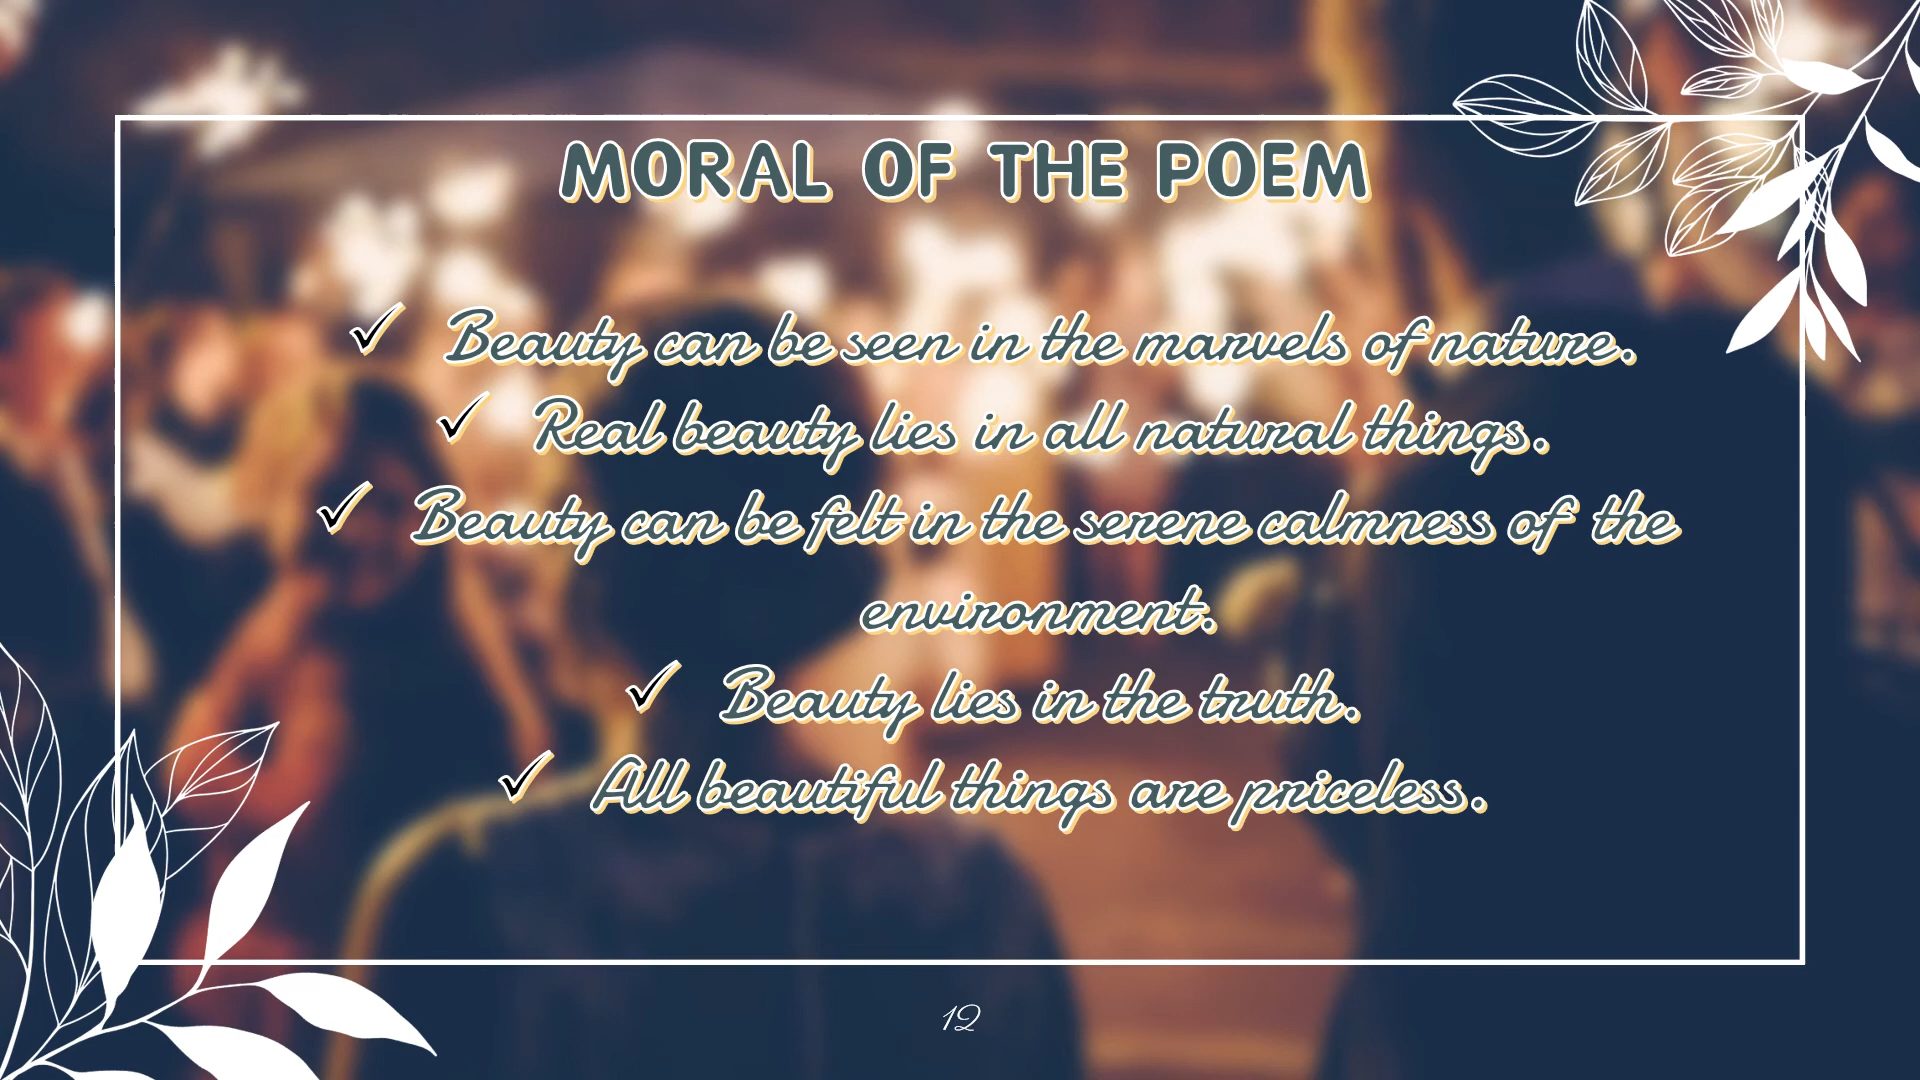 MORAL OF THE POEM
✓ Beauty can be seen in the marvels of nature.
✓ Real beauty lies in all natural things.
✓ Beauty can be felt in the serene calmness of the
environment.
✓ Beauty lies in the truth.
✓ All beautiful things are priceless.
12